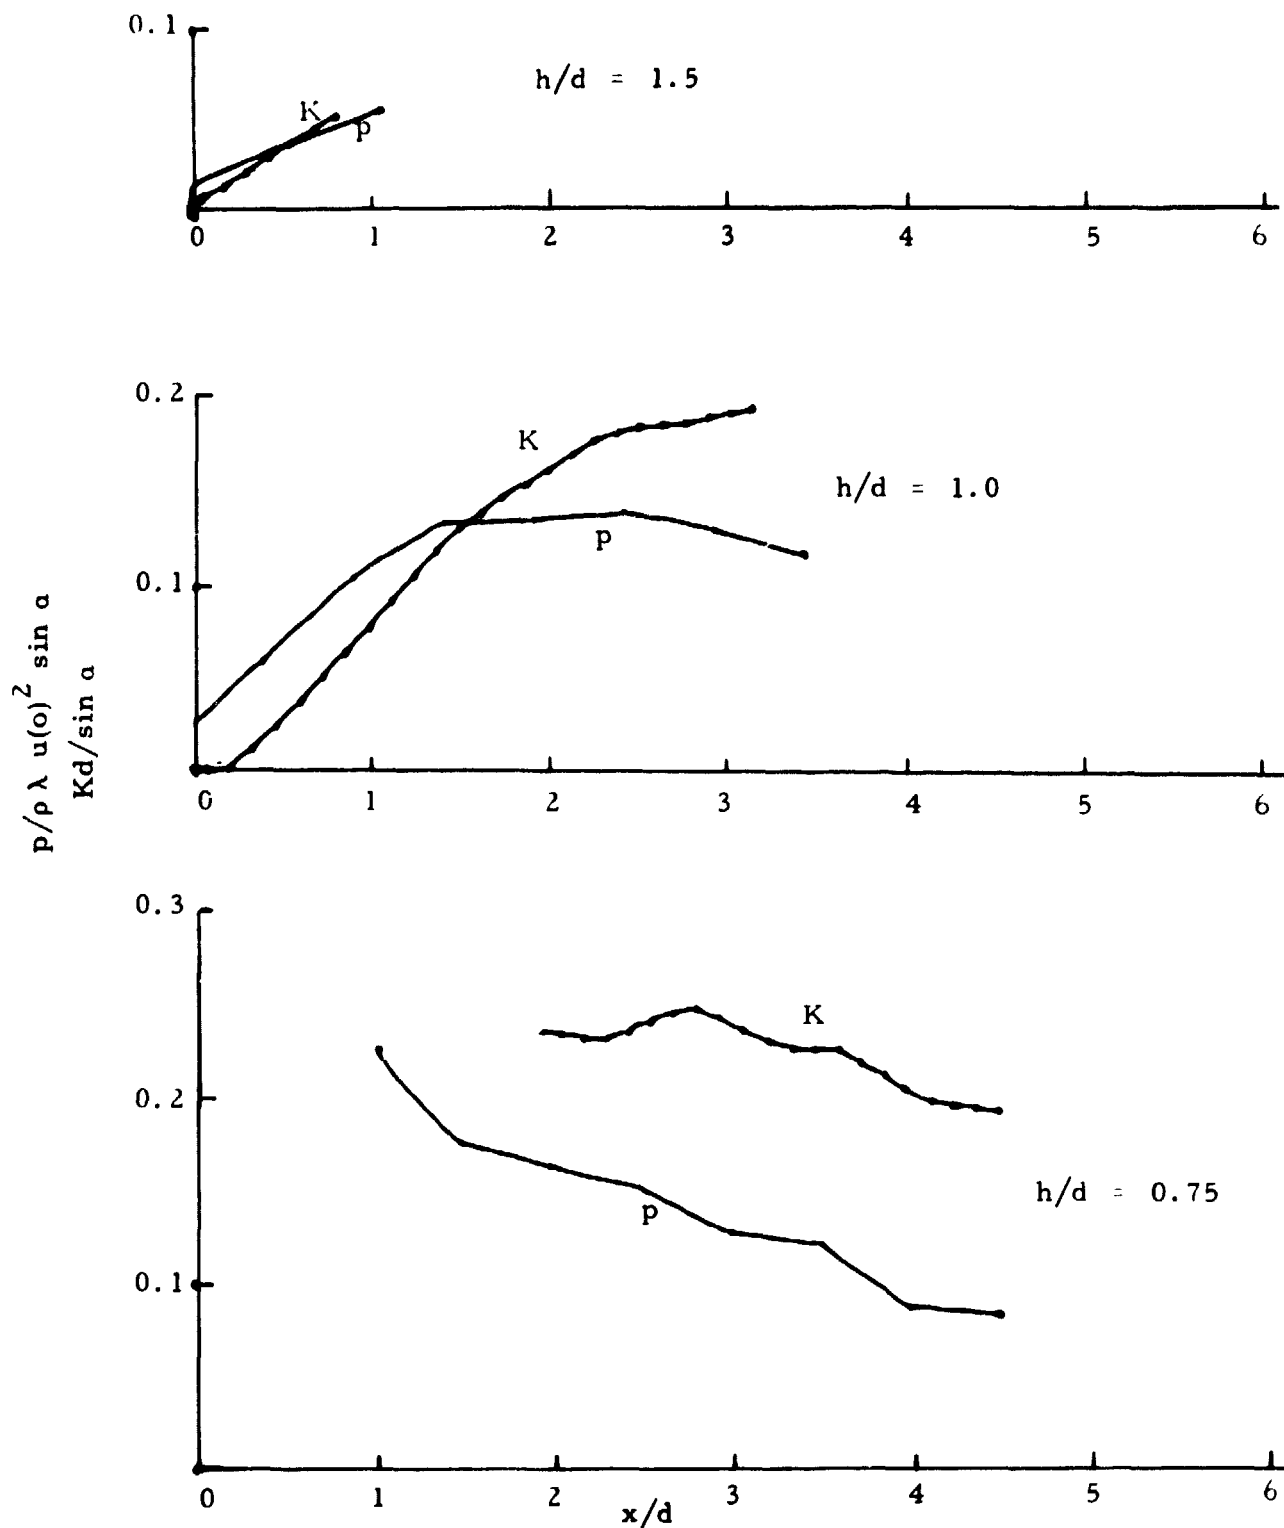 0.1
h/d = 1.5
K
p
0 1 2 3 4 5 6
0.2
K
h/d = 1.0
p
0.1
p/ρ λ u(o)² sin α
Kd/sin α
0 1 2 3 4 5 6
0.3
K
0.2
h/d = 0.75
p
0.1
0 1 2 3 4 5 6
x/d